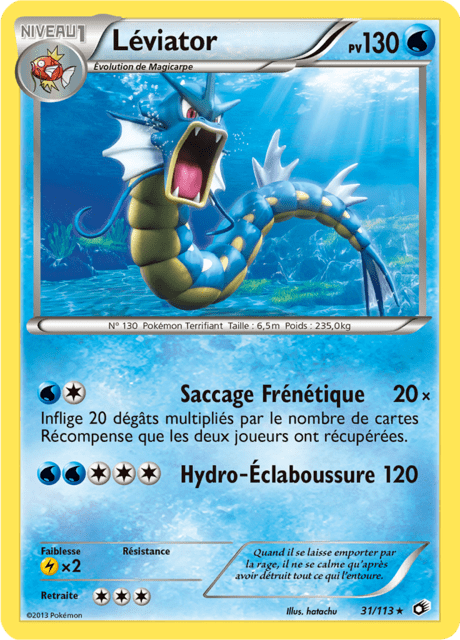 NIVEAU 1
Léviator
PV 130
Évolution de Magicarpe
N° 130 Pokémon Terrifiant Taille : 6,5m Poids : 235,0kg
Saccage Frénétique 20×
Inflige 20 dégâts multipliés par le nombre de cartes
Récompense que les deux joueurs ont récupérées.
Hydro-Éclaboussure 120
Faiblesse
×2
Résistance
Retraite
Quand il se laisse emporter par
la rage, il ne se calme qu'après
avoir détruit tout ce qui l'entoure.
©2013 Pokémon
Illus. hatachu
31/113 ★